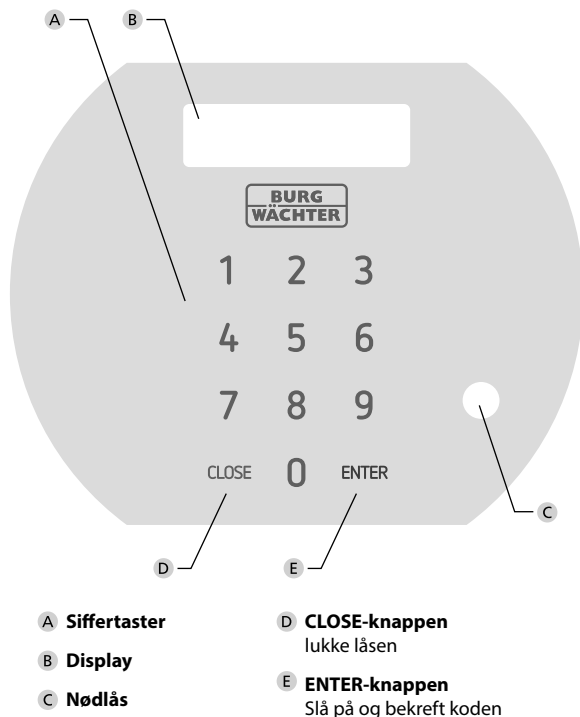 A B
BURG
WÄCHTER
1 2 3
4 5 6
7 8 9
CLOSE 0 ENTER
C
D E
A Siffertaster
B Display
C Nødlås
D CLOSE-knappen
lukke låsen
E ENTER-knappen
Slå på og bekreft koden